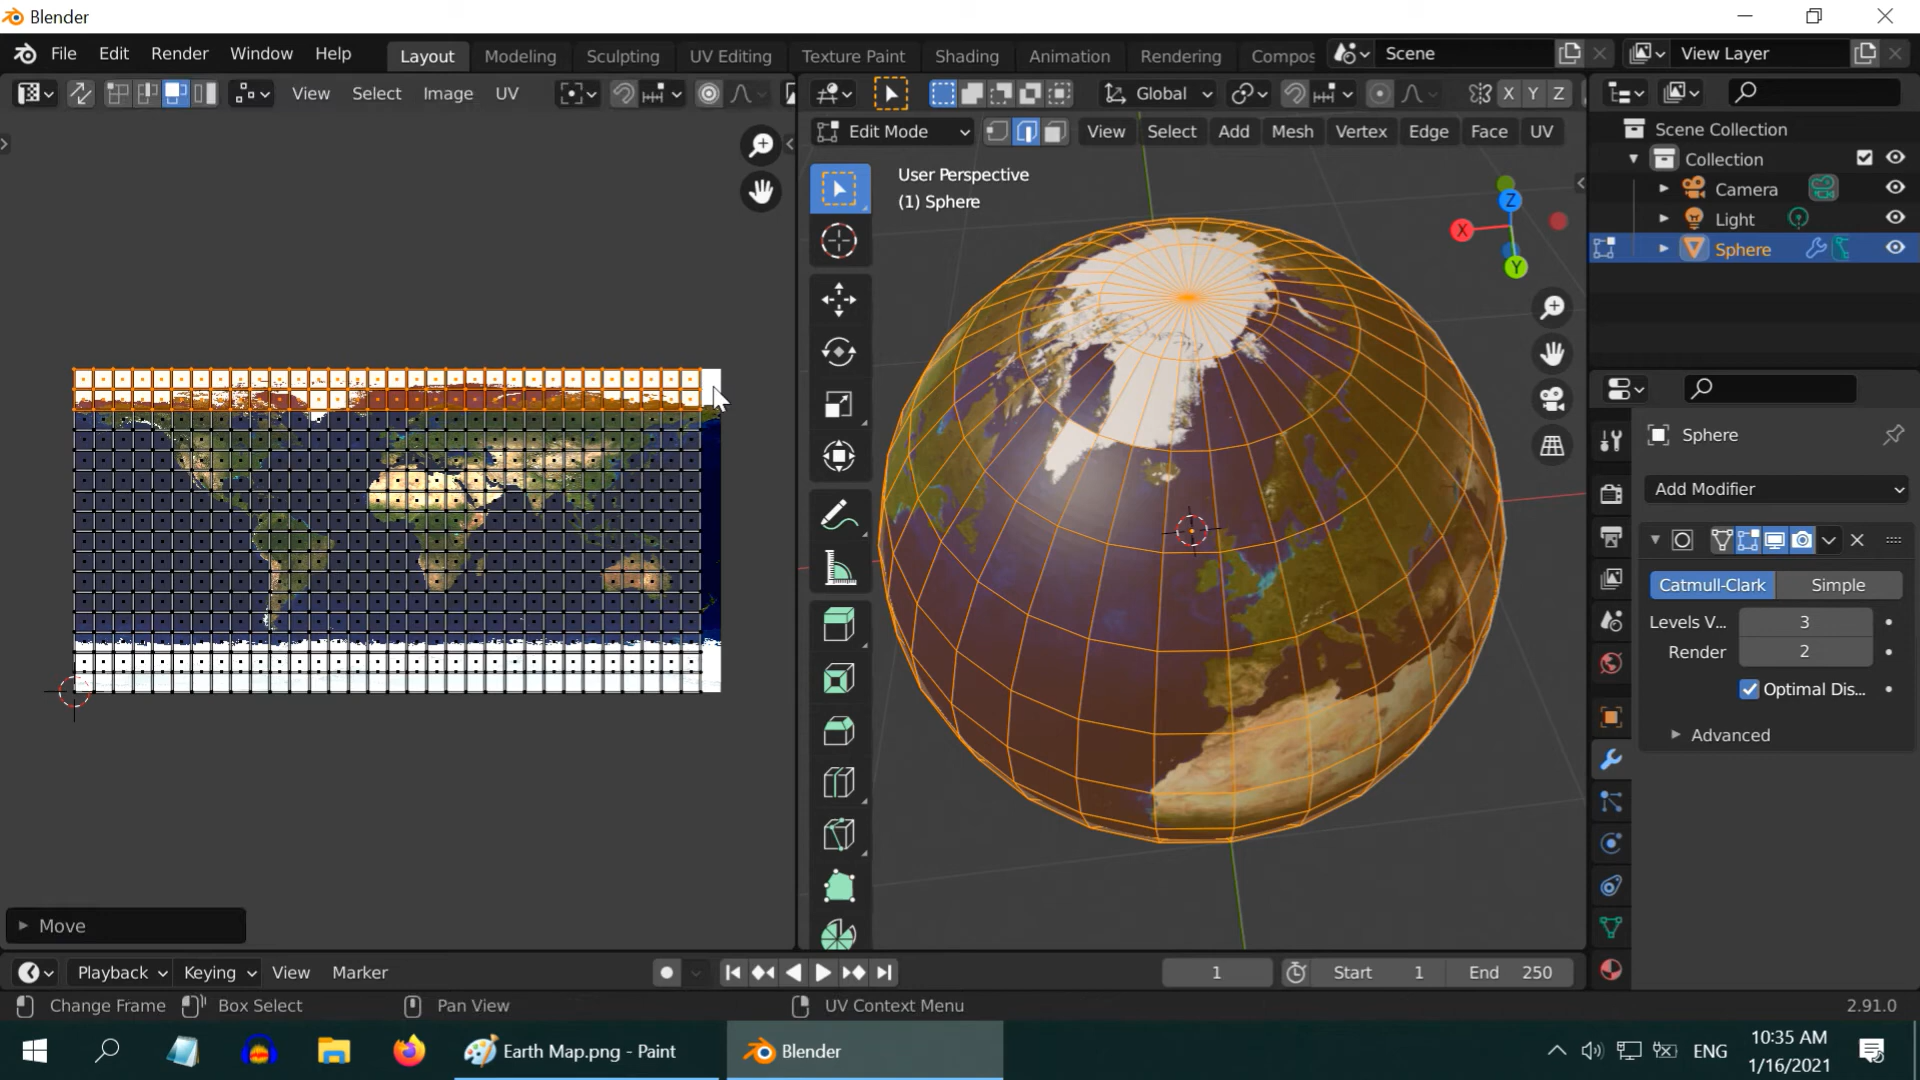 Blender
File Edit Render Window Help
Layout Modeling Sculpting UV Editing Texture Paint Shading Animation Rendering Compos
Scene
View Layer
View Select Image UV
Global
X Y Z
Edit Mode
View Select Add Mesh Vertex Edge Face UV
User Perspective
(1) Sphere
Z
X
Y
Scene Collection
Collection
Camera
Light
Sphere
Sphere
Add Modifier
Catmull-Clark Simple
Levels V... 3
Render 2
Optimal Dis...
Advanced
Move
Playback Keying View Marker
1
Start 1
End 250
Change Frame Box Select Pan View UV Context Menu
2.91.0
Earth Map.png - Paint
Blender
ENG
10:35 AM
1/16/2021